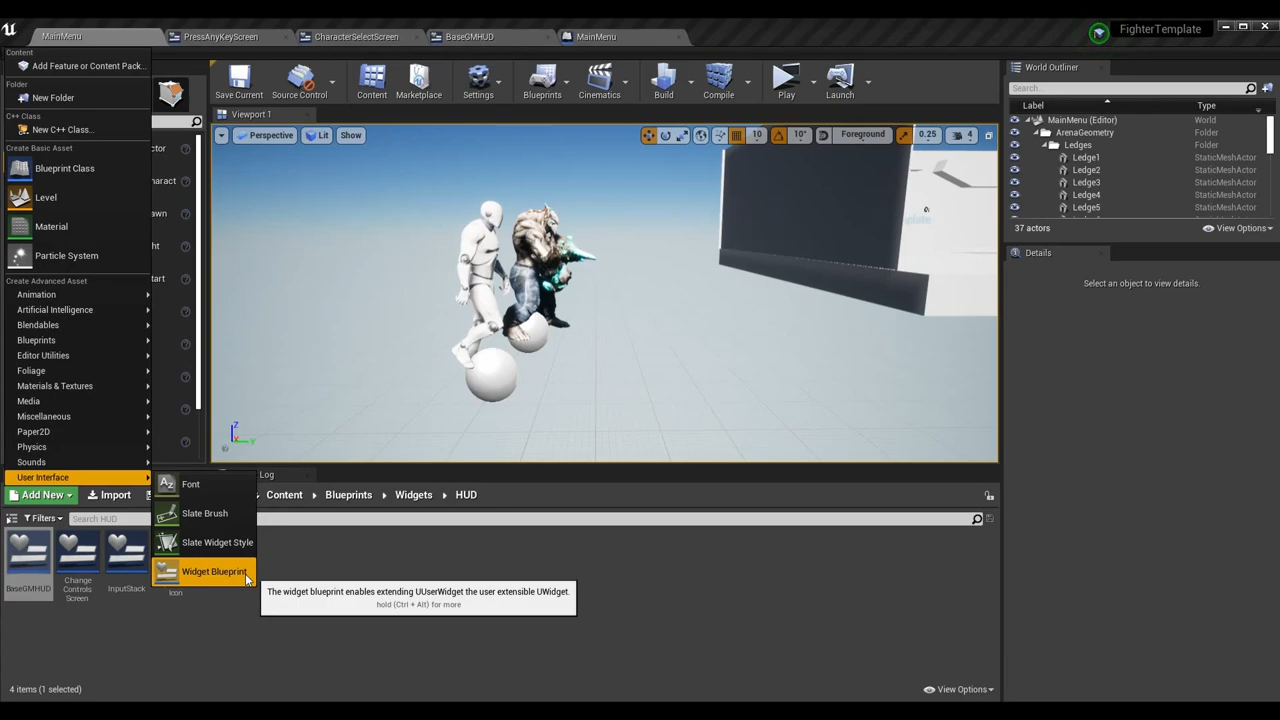 MainMenu PressAnyKeyScreen CharacterSelectScreen BaseGMHUD MainMenu FighterTemplate
Content
Add Feature or Content Pack...
Folder
New Folder
C++ Class
New C++ Class...
Create Basic Asset
Blueprint Class
Level
Material
Particle System
Create Advanced Asset
Animation
Artificial Intelligence
Blendables
Blueprints
Editor Utilities
Foliage
Materials & Textures
Media
Miscellaneous
Paper2D
Physics
Sounds
User Interface
Font
Slate Brush
Slate Widget Style
Widget Blueprint
The widget blueprint enables extending UUserWidget the user extensible UWidget.
hold (Ctrl + Alt) for more
Save Current Source Control Content Marketplace Settings Blueprints Cinematics Build Compile Play Launch
Viewport 1
Perspective Lit Show 10 10° Foreground 0.25 4
World Outliner
Search...
Label Type
MainMenu (Editor) World
ArenaGeometry Folder
Ledges Folder
Ledge1 StaticMeshActor
Ledge2 StaticMeshActor
Ledge3 StaticMeshActor
Ledge4 StaticMeshActor
Ledge5 StaticMeshActor
37 actors View Options
Details
Select an object to view details.
Z
Y
Log
Add New Import Content Blueprints Widgets HUD
Filters Search HUD
BaseGMHUD
Change Controls Screen
InputStack
Icon
4 items (1 selected) View Options